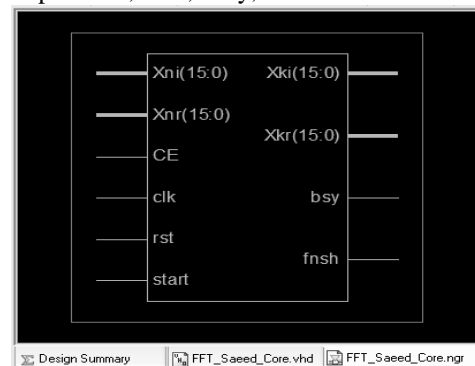 Xni(15:0) Xki(15:0)
Xnr(15:0)
Xkr(15:0)
CE
clk bsy
rst
fnsh
start
Design Summary FFT_Saeed_Core.vhd FFT_Saeed_Core.ngr